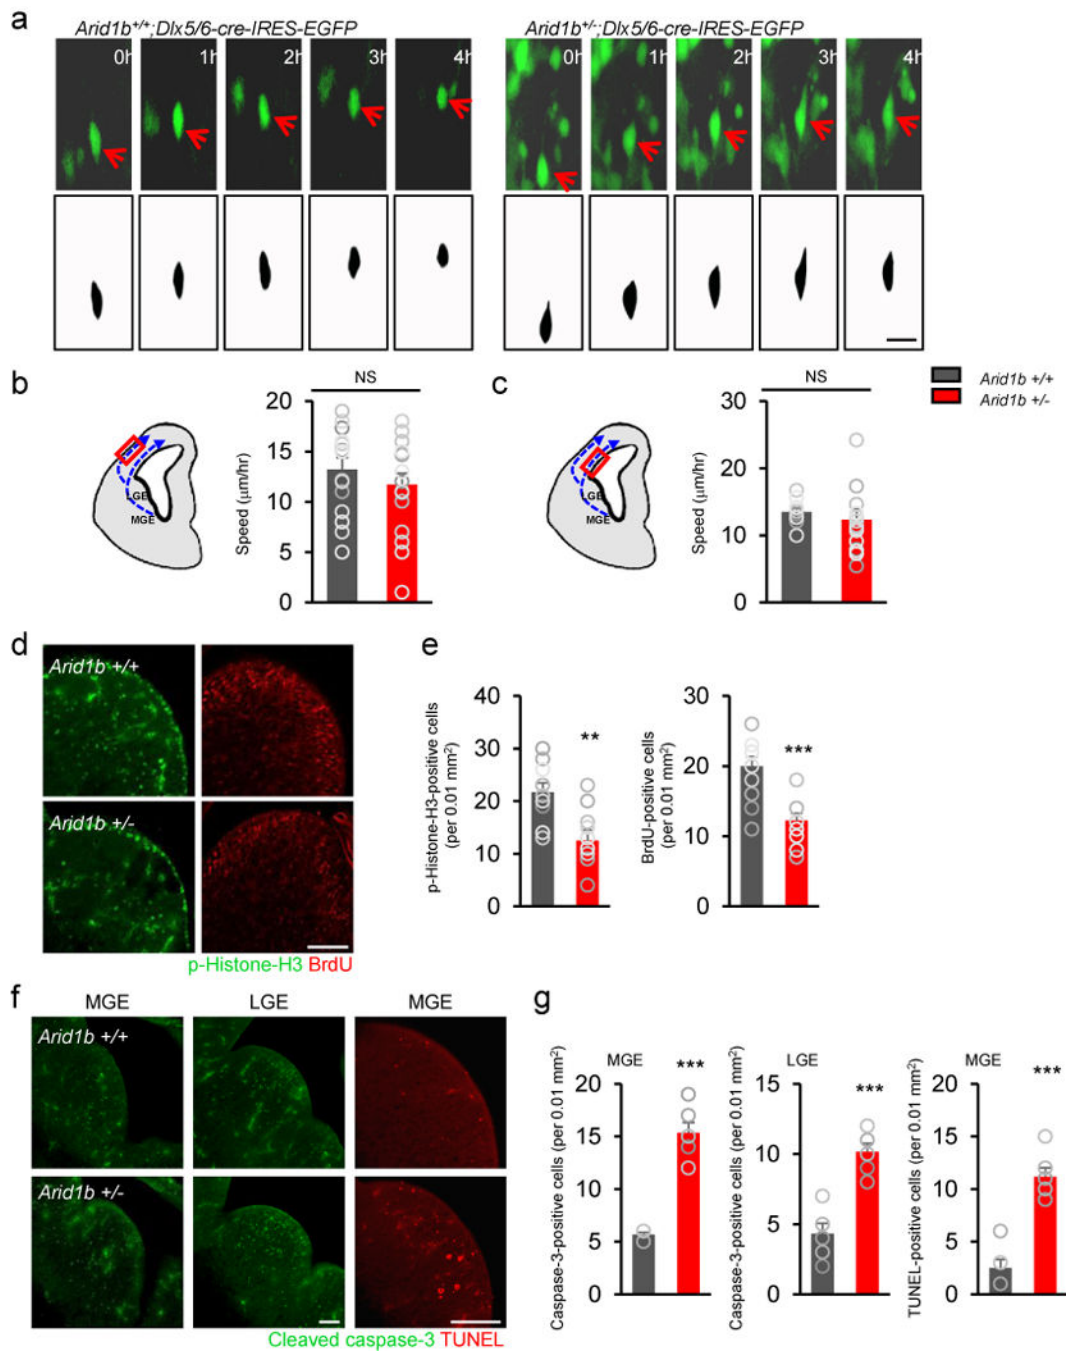 a
Arid1b+/+;Dlx5/6-cre-IRES-EGFP
Arid1b+/-;Dlx5/6-cre-IRES-EGFP
0h 1h 2h 3h 4h
0h 1h 2h 3h 4h
b
NS
20
15
10
5
0
Speed (μm/hr)
LGE
MGE
c
NS
30
20
10
0
Speed (μm/hr)
LGE
MGE
Arid1b +/+
Arid1b +/-
d
Arid1b +/+
Arid1b +/-
p-Histone-H3 BrdU
e
p-Histone-H3-positive cells
(per 0.01 mm²)
40
30
20
10
0
**
BrdU-positive cells
(per 0.01 mm²)
30
20
10
0
***
f
MGE LGE MGE
Arid1b +/+
Arid1b +/-
Cleaved caspase-3 TUNEL
g
Caspase-3-positive cells (per 0.01 mm²)
MGE
***
20
15
10
5
0
Caspase-3-positive cells (per 0.01 mm²)
LGE
***
15
10
5
0
TUNEL-positive cells (per 0.01 mm²)
MGE
***
20
15
10
5
0